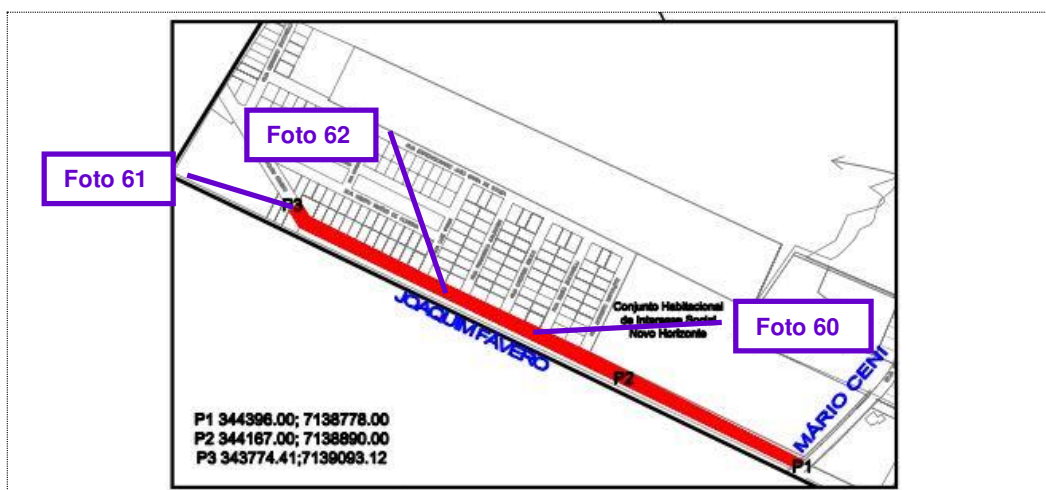 Foto 62
Foto 61
P3
Conjunto Habitacional
de Interesse Social
Novo Horizonte
Foto 60
JOAQUIM FAVERO
P2
MÁRIO CENI
P1
P1 344396.00; 7138778.00
P2 344167.00; 7138890.00
P3 343774.41;7139093.12